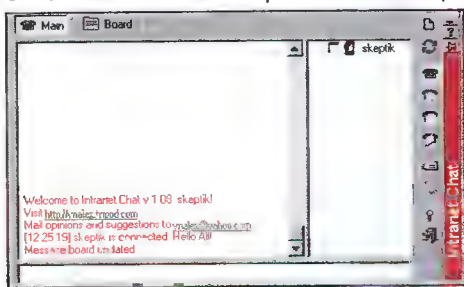 Main Board
skeptik
Welcome to Intranet Chat v 1 08 skeptik!
Visit
Mail opinions and suggestions to
[12 25 19] skeptik is connected. Hello All!
Message board updated
Intranet Chat